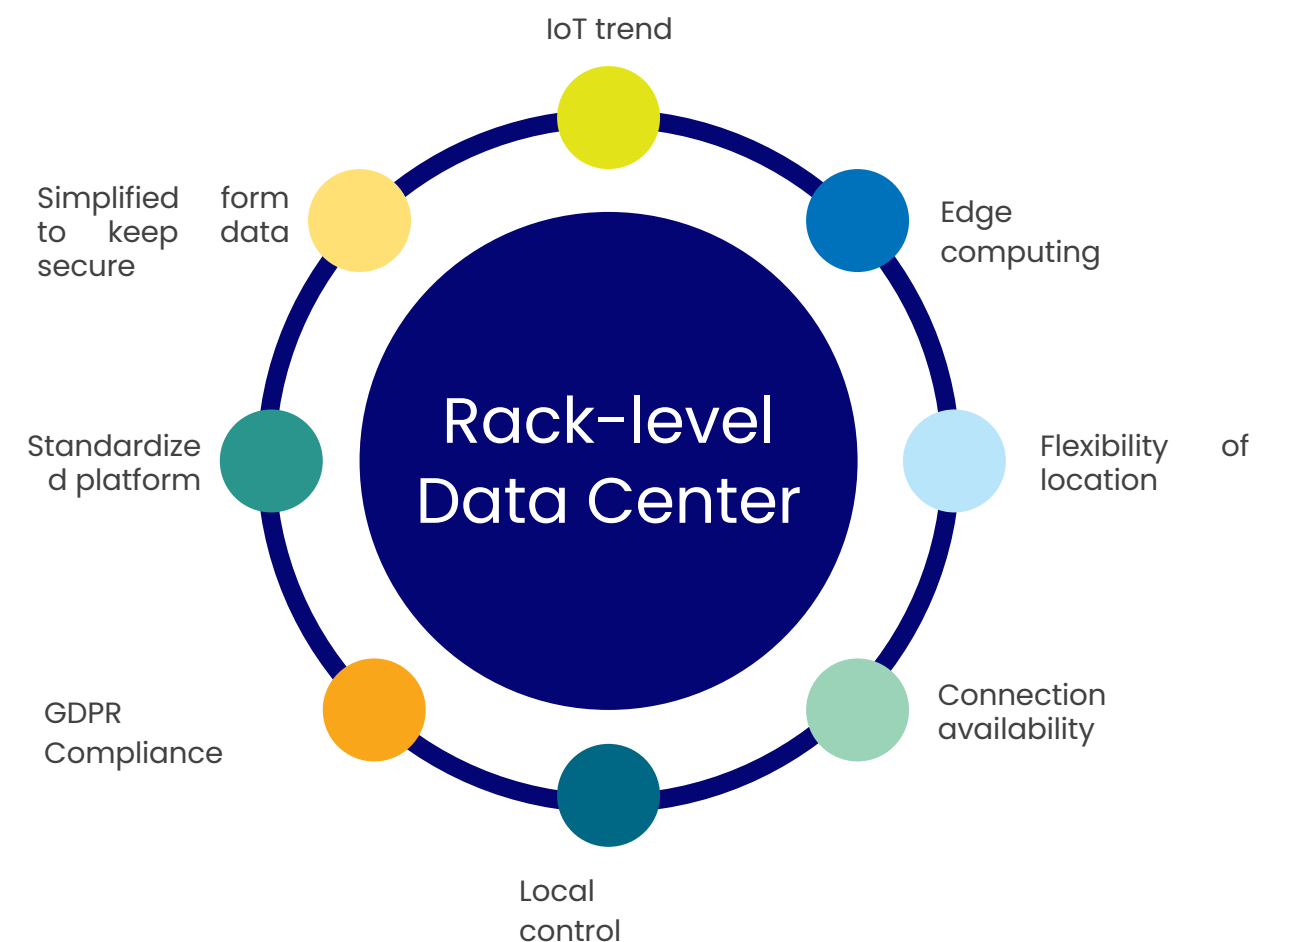 IoT trend
Simplified form
to keep data
secure
Edge
computing
Rack-level
Data Center
Standardize
d platform
Flexibility of
location
GDPR
Compliance
Connection
availability
Local
control